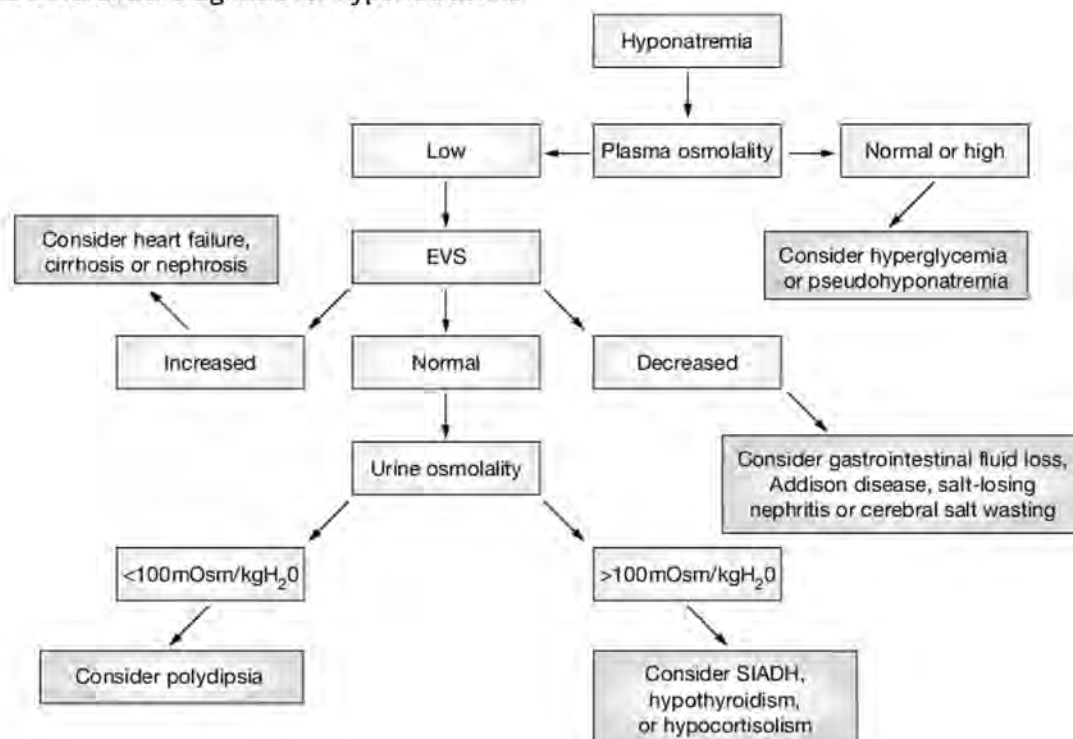 Hyponatremia
Low
Plasma osmolality
Normal or high
Consider heart failure,
cirrhosis or nephrosis
EVS
Consider hyperglycemia
or pseudohyponatremia
Increased
Normal
Decreased
Urine osmolality
Consider gastrointestinal fluid loss,
Addison disease, salt-losing
nephritis or cerebral salt wasting
<100mOsm/kgH₂0
>100mOsm/kgH₂0
Consider polydipsia
Consider SIADH,
hypothyroidism,
or hypocortisolism